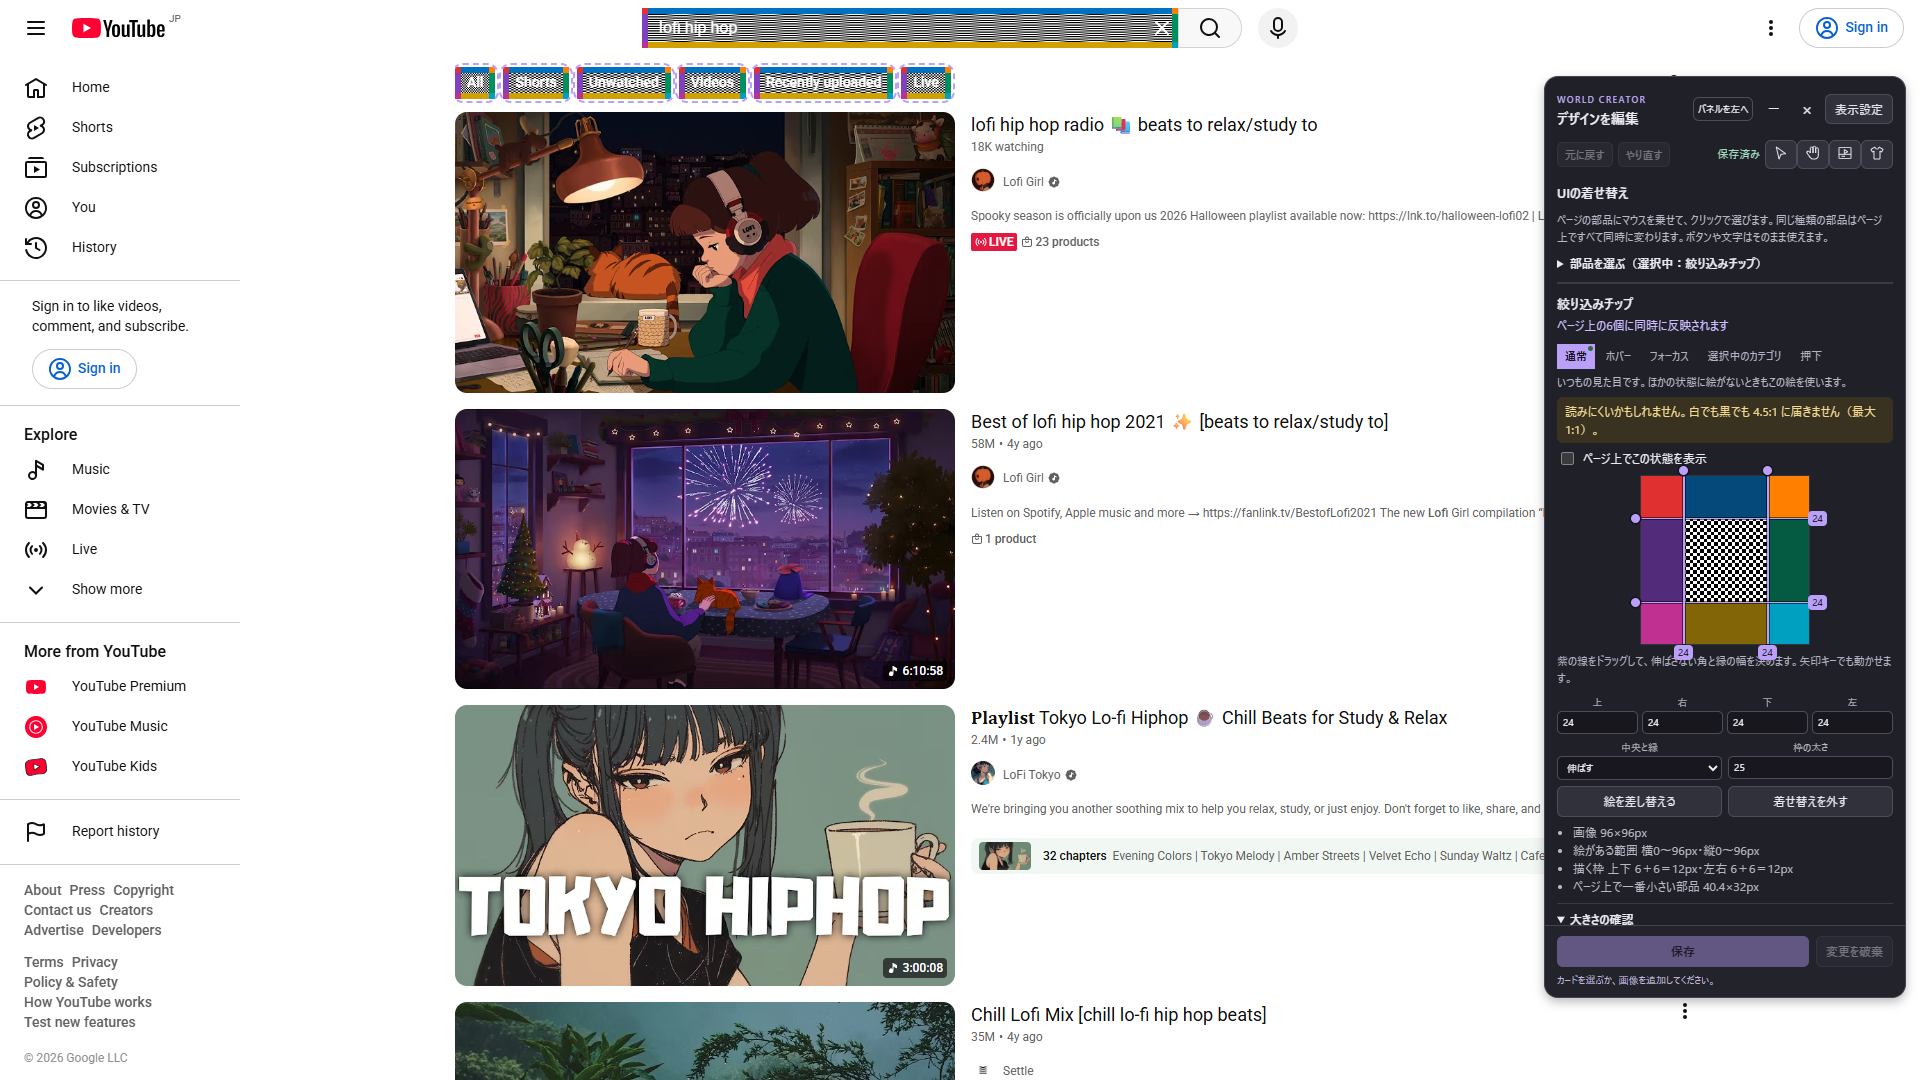 YouTube JP
lofi hip hop
Sign in
Home
Shorts
Subscriptions
You
History
Sign in to like videos,
comment, and subscribe.
Sign in
Explore
Music
Movies & TV
Live
Show more
More from YouTube
YouTube Premium
YouTube Music
YouTube Kids
Report history
About Press Copyright
Contact us Creators
Advertise Developers
Terms Privacy
Policy & Safety
How YouTube works
Test new features
© 2026 Google LLC
All Shorts Unwatched Videos Recently uploaded Live
lofi hip hop radio 📚 beats to relax/study to
18K watching
Lofi Girl
Spooky season is officially upon us 2026 Halloween playlist available now: https://lnk.to/halloween-lofi02 | L
LIVE 23 products
6:10:58
Best of lofi hip hop 2021 ✨ [beats to relax/study to]
58M • 4y ago
Lofi Girl
Listen on Spotify, Apple music and more → https://fanlink.tv/BestofLofi2021 The new Lofi Girl compilation “
1 product
TOKYO HIPHOP
3:00:08
Playlist Tokyo Lo-fi Hiphop ☕ Chill Beats for Study & Relax
2.4M • 1y ago
LoFi Tokyo
We're bringing you another soothing mix to help you relax, study, or just enjoy. Don't forget to like, share, and
32 chapters Evening Colors | Tokyo Melody | Amber Streets | Velvet Echo | Sunday Waltz | Cafe
Chill Lofi Mix [chill lo-fi hip hop beats]
35M • 4y ago
Settle
WORLD CREATOR
デザインを編集
パネルを左へ
表示設定
元に戻す やり直す 保存済み
UIの着せ替え
ページの部品にマウスを乗せて、クリックで選びます。同じ種類の部品はページ
上ですべて同時に変わります。ボタンや文字はそのまま使えます。
部品を選ぶ（選択中：絞り込みチップ）
絞り込みチップ
ページ上の6個に同時に反映されます
通常 ホバー フォーカス 選択中のカテゴリ 押下
いつもの見た目です。ほかの状態に絵がないときもこの絵を使います。
読みにくいかもしれません。白でも黒でも 4.5:1 に届きません（最大
1:1）。
ページ上でこの状態を表示
24
24
24 24
紫の線をドラッグして、伸ばさない角と縁の幅を決めます。矢印キーでも動かせま
す。
上 右 下 左
24 24 24 24
中央と縁 枠の太さ
伸ばす 25
絵を差し替える 着せ替えを外す
画像 96×96px
絵がある範囲 横0〜96px・縦0〜96px
描く枠 上下 6＋6＝12px・左右 6＋6＝12px
ページ上で一番小さい部品 40.4×32px
大きさの確認
保存 変更を破棄
カードを選ぶか、画像を追加してください。